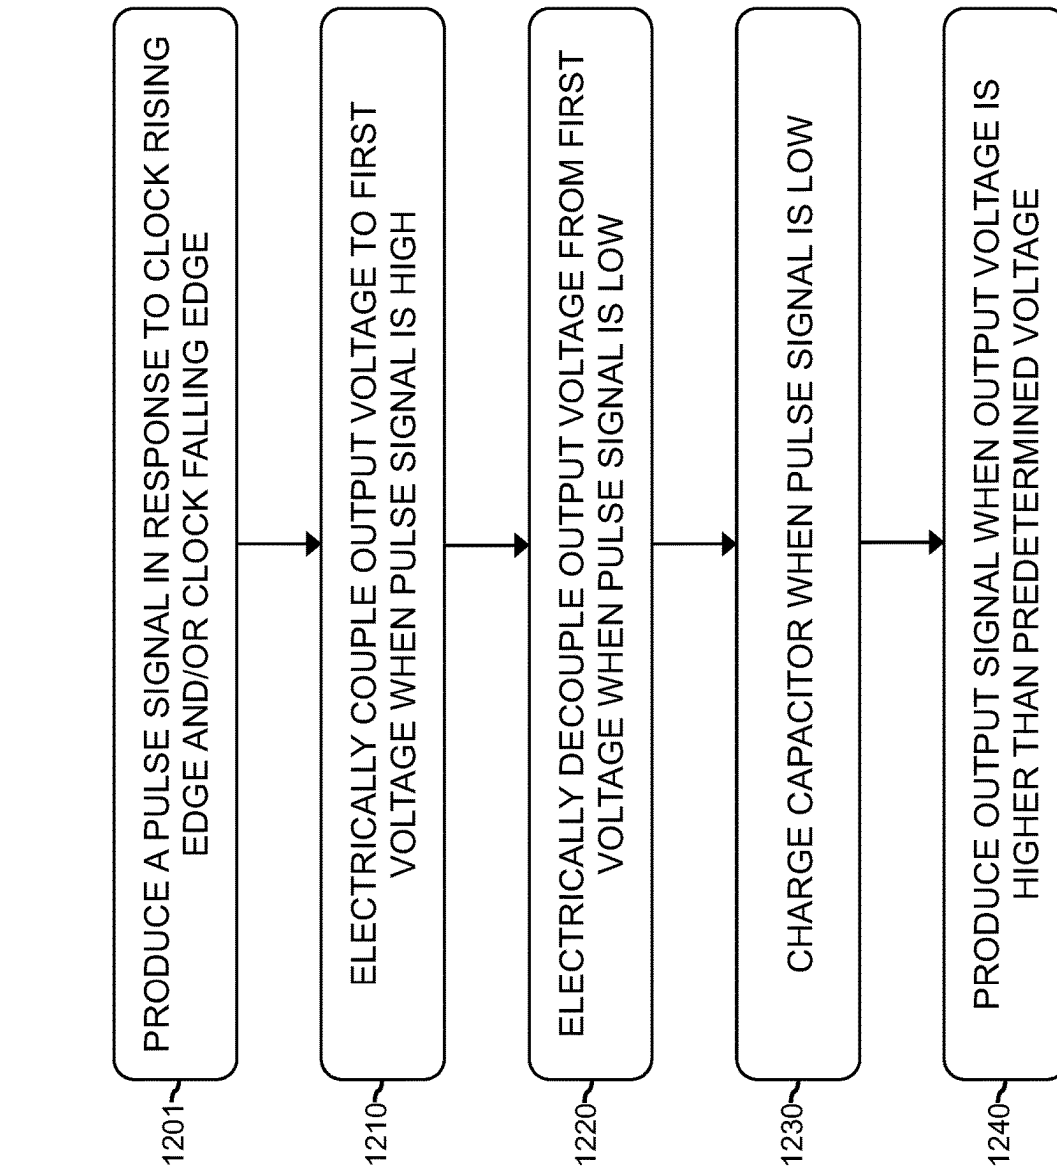 1201
PRODUCE A PULSE SIGNAL IN RESPONSE TO CLOCK RISING
EDGE AND/OR CLOCK FALLING EDGE
1210
ELECTRICALLY COUPLE OUTPUT VOLTAGE TO FIRST
VOLTAGE WHEN PULSE SIGNAL IS HIGH
1220
ELECTRICALLY DECOUPLE OUTPUT VOLTAGE FROM FIRST
VOLTAGE WHEN PULSE SIGNAL IS LOW
1230
CHARGE CAPACITOR WHEN PULSE SIGNAL IS LOW
1240
PRODUCE OUTPUT SIGNAL WHEN OUTPUT VOLTAGE IS
HIGHER THAN PREDETERMINED VOLTAGE